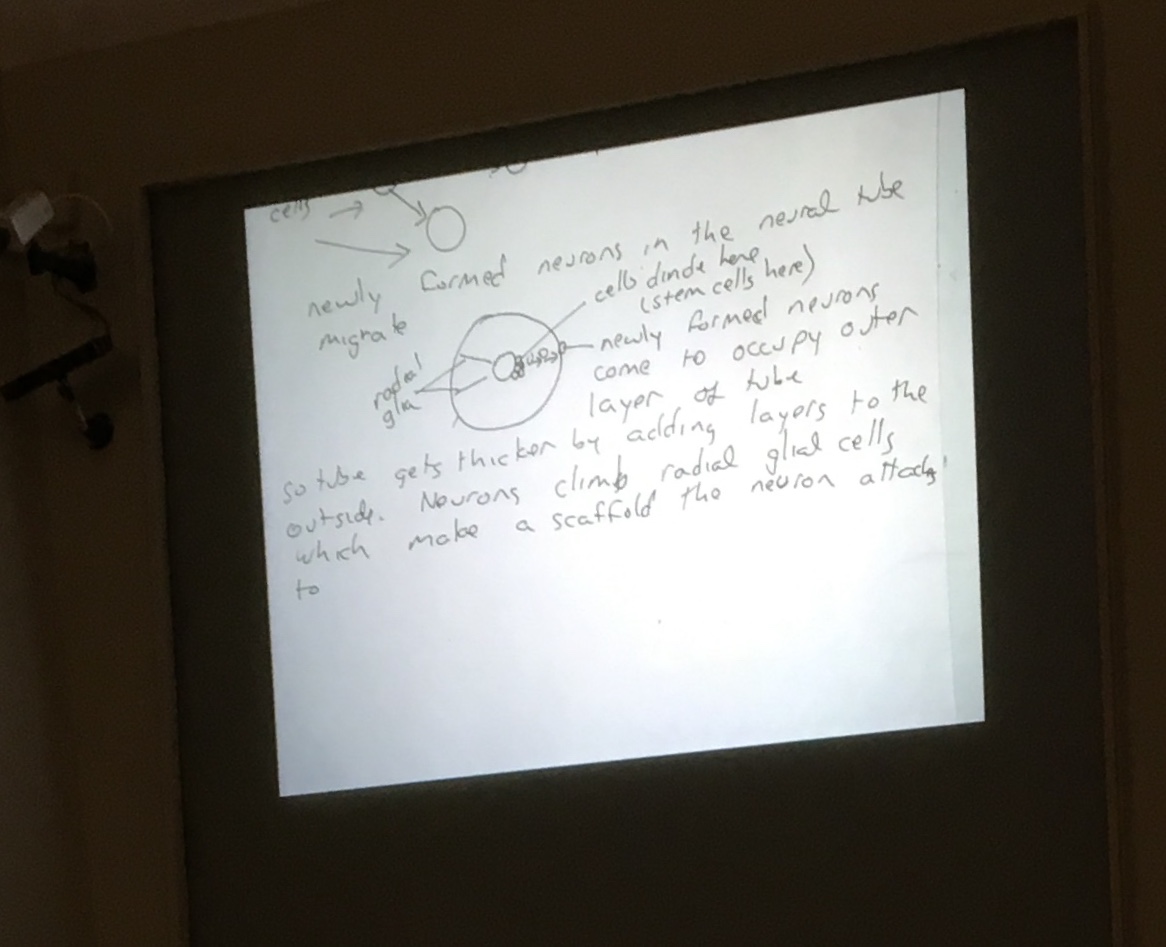 cells
newly formed neurons in the neural tube
migrate
cells divide here
(stem cells here)
radial
glia
newly formed neurons
come to occupy outer
layer of tube
so tube gets thicker by adding layers to the
outside. Neurons climb radial glial cells
which make a scaffold the neuron attachs
to